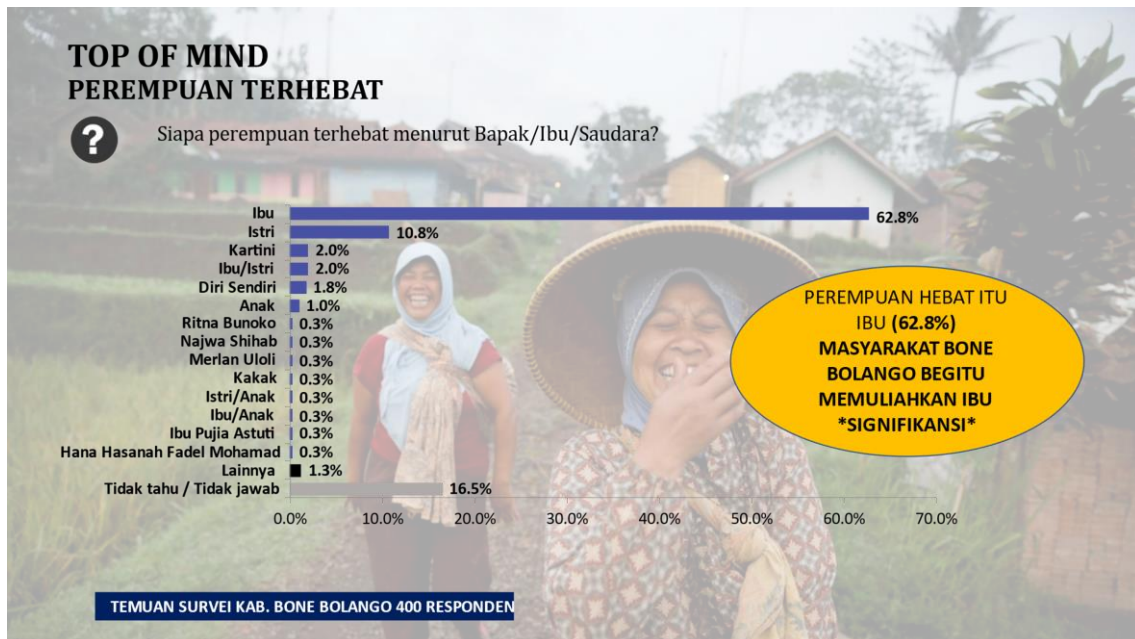 TOP OF MIND
PEREMPUAN TERHEBAT
?
Siapa perempuan terhebat menurut Bapak/Ibu/Saudara?
Ibu 62.8%
Istri 10.8%
Kartini 2.0%
Ibu/Istri 2.0%
Diri Sendiri 1.8%
Anak 1.0%
Ritna Bunoko 0.3%
Najwa Shihab 0.3%
Merlan Uloli 0.3%
Kakak 0.3%
Istri/Anak 0.3%
Ibu/Anak 0.3%
Ibu Pujia Astuti 0.3%
Hana Hasanah Fadel Mohamad 0.3%
Lainnya 1.3%
Tidak tahu / Tidak jawab 16.5%
0.0% 10.0% 20.0% 30.0% 40.0% 50.0% 60.0% 70.0%
PEREMPUAN HEBAT ITU
IBU (62.8%)
MASYARAKAT BONE
BOLANGO BEGITU
MEMULIAHKAN IBU
*SIGNIFIKANSI*
TEMUAN SURVEI KAB. BONE BOLANGO 400 RESPONDEN